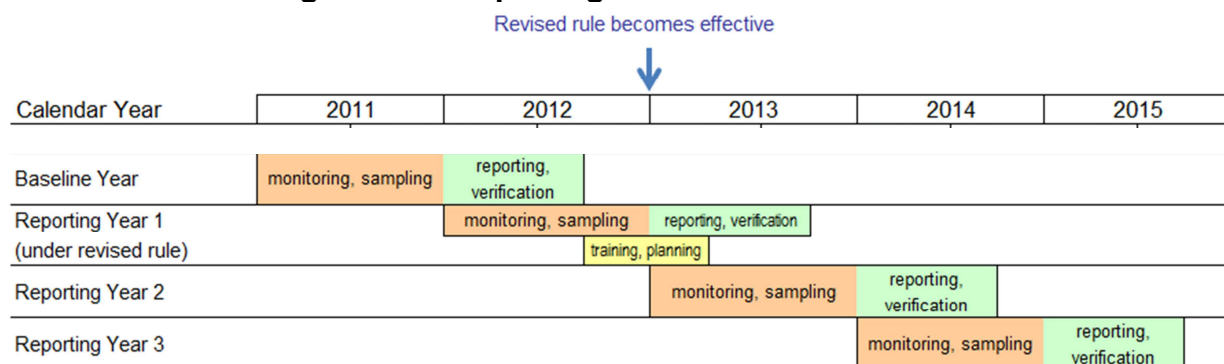 Revised rule becomes effective
Calendar Year 2011 2012 2013 2014 2015
Baseline Year monitoring, sampling reporting, verification
Reporting Year 1 monitoring, sampling reporting, verification
(under revised rule) training, planning
Reporting Year 2 monitoring, sampling reporting, verification
Reporting Year 3 monitoring, sampling reporting, verification